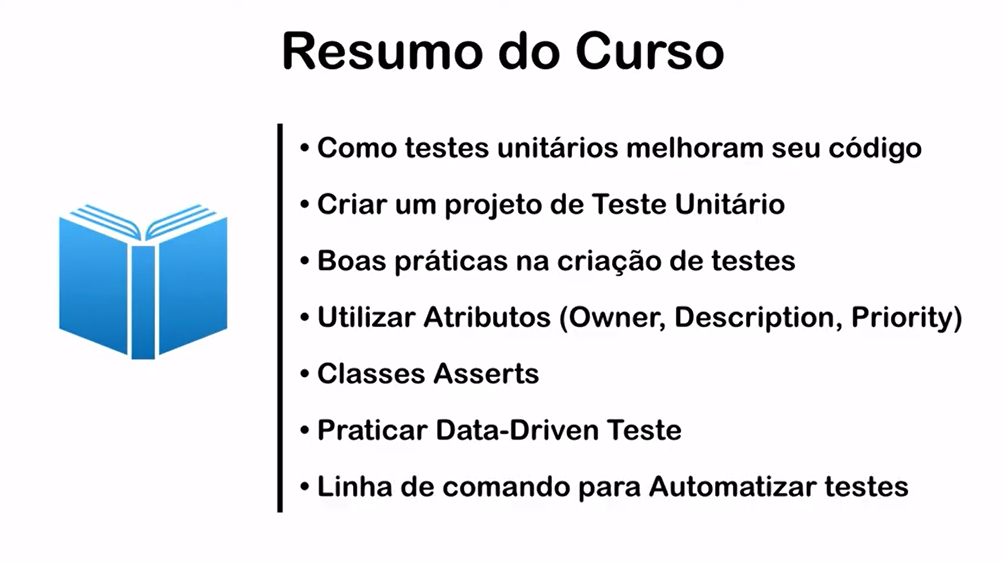 Resumo do Curso
• Como testes unitários melhoram seu código
• Criar um projeto de Teste Unitário
• Boas práticas na criação de testes
• Utilizar Atributos (Owner, Description, Priority)
• Classes Asserts
• Praticar Data-Driven Teste
• Linha de comando para Automatizar testes